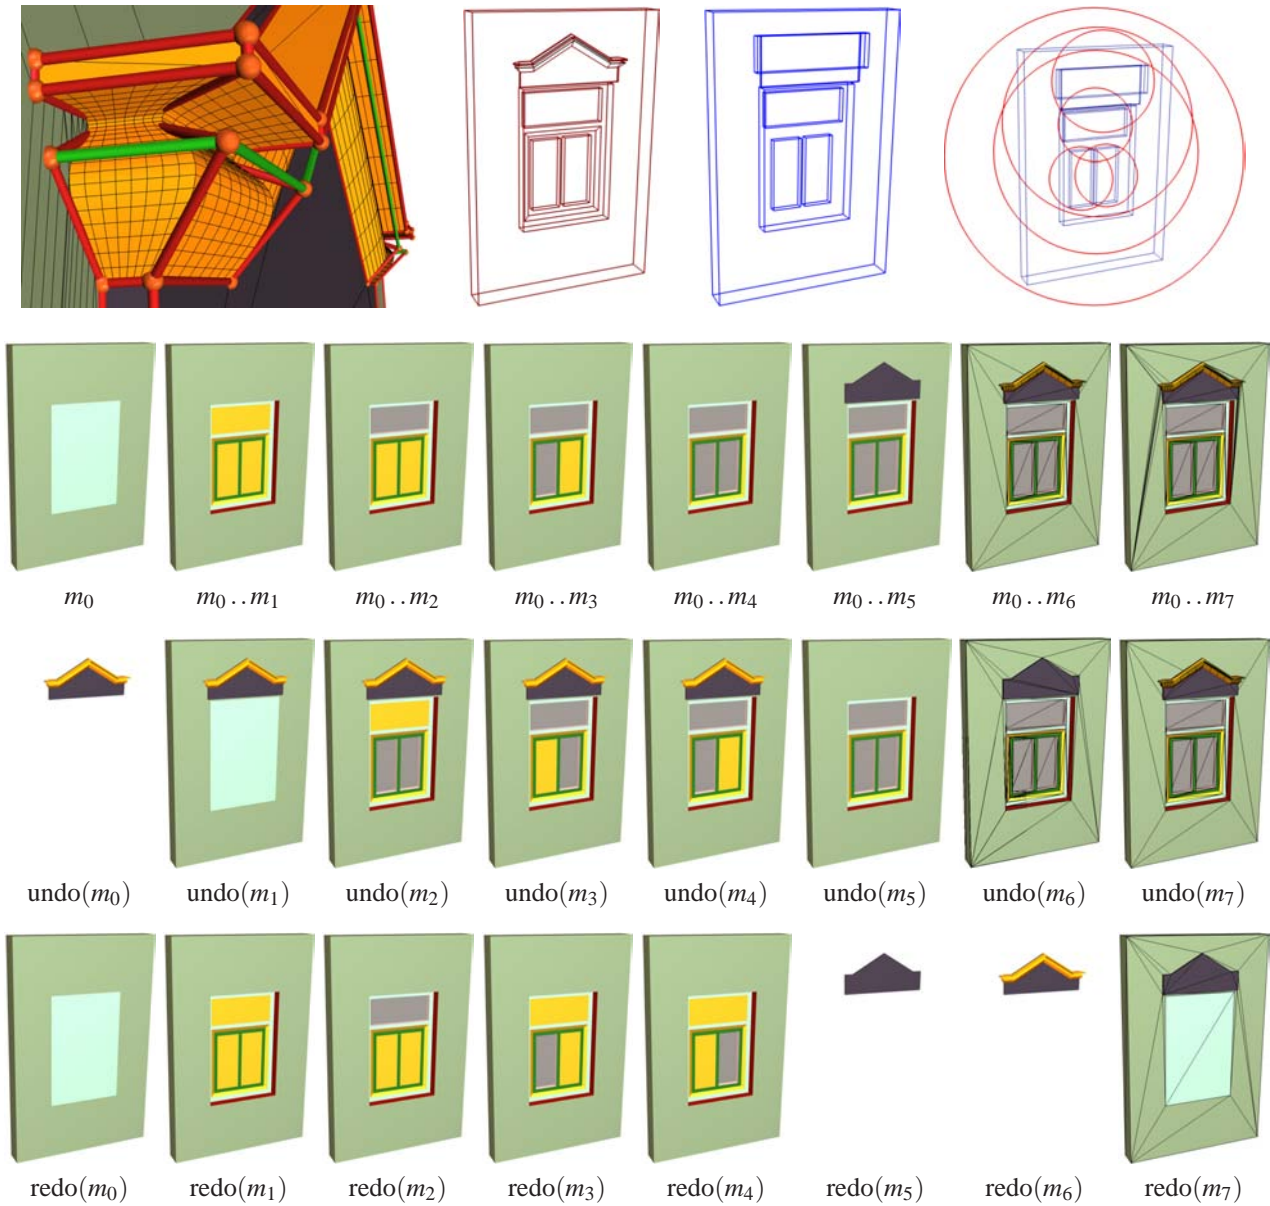 m₀ m₀ . . m₁ m₀ . . m₂ m₀ . . m₃ m₀ . . m₄ m₀ . . m₅ m₀ . . m₆ m₀ . . m₇
undo(m₀) undo(m₁) undo(m₂) undo(m₃) undo(m₄) undo(m₅) undo(m₆) undo(m₇)
redo(m₀) redo(m₁) redo(m₂) redo(m₃) redo(m₄) redo(m₅) redo(m₆) redo(m₇)